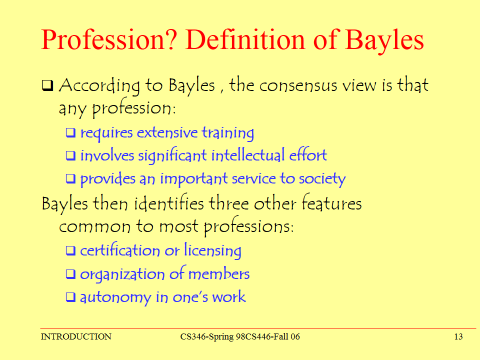 Profession? Definition of Bayles
According to Bayles , the consensus view is that
any profession:
requires extensive training
involves significant intellectual effort
provides an important service to society
Bayles then identifies three other features
common to most professions:
certification or licensing
organization of members
autonomy in one's work
INTRODUCTION CS346-Spring 98CS446-Fall 06 13